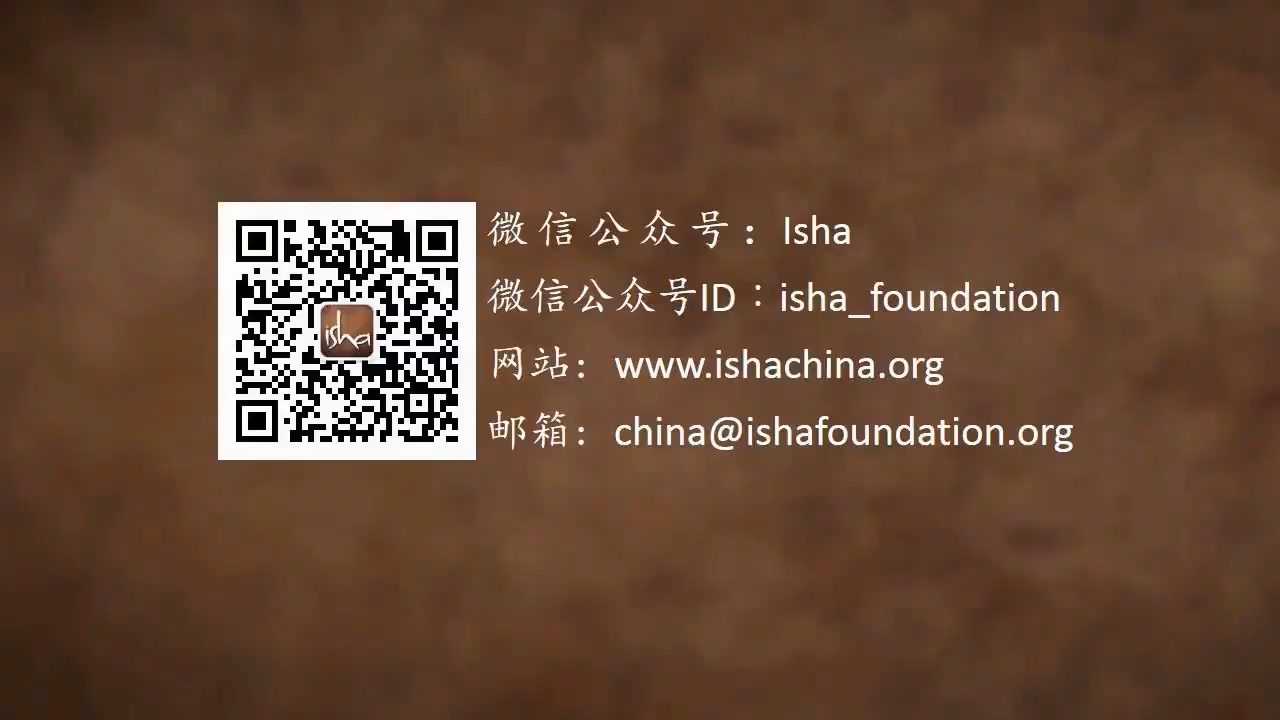 isha
微信公众号：Isha
微信公众号ID：isha_foundation
网站：www.ishachina.org
邮箱：china@ishafoundation.org